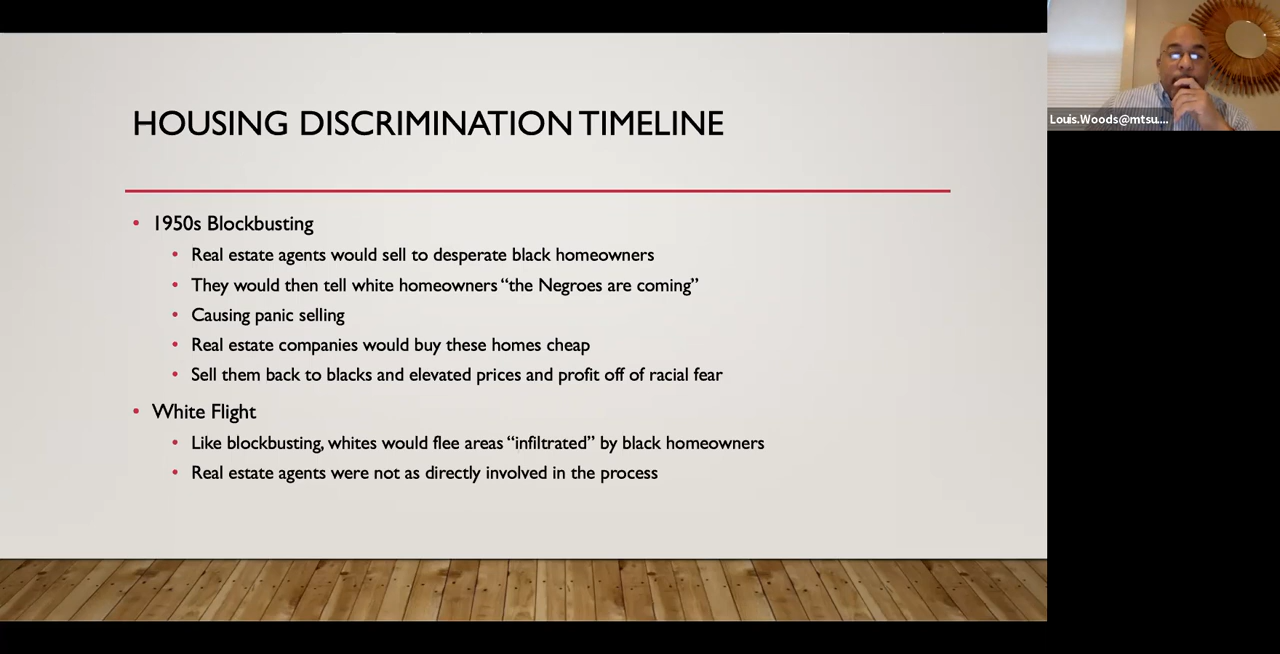 HOUSING DISCRIMINATION TIMELINE
1950s Blockbusting
Real estate agents would sell to desperate black homeowners
They would then tell white homeowners “the Negroes are coming”
Causing panic selling
Real estate companies would buy these homes cheap
Sell them back to blacks and elevated prices and profit off of racial fear
White Flight
Like blockbusting, whites would flee areas “infiltrated” by black homeowners
Real estate agents were not as directly involved in the process
Louis.Woods@mtsu....